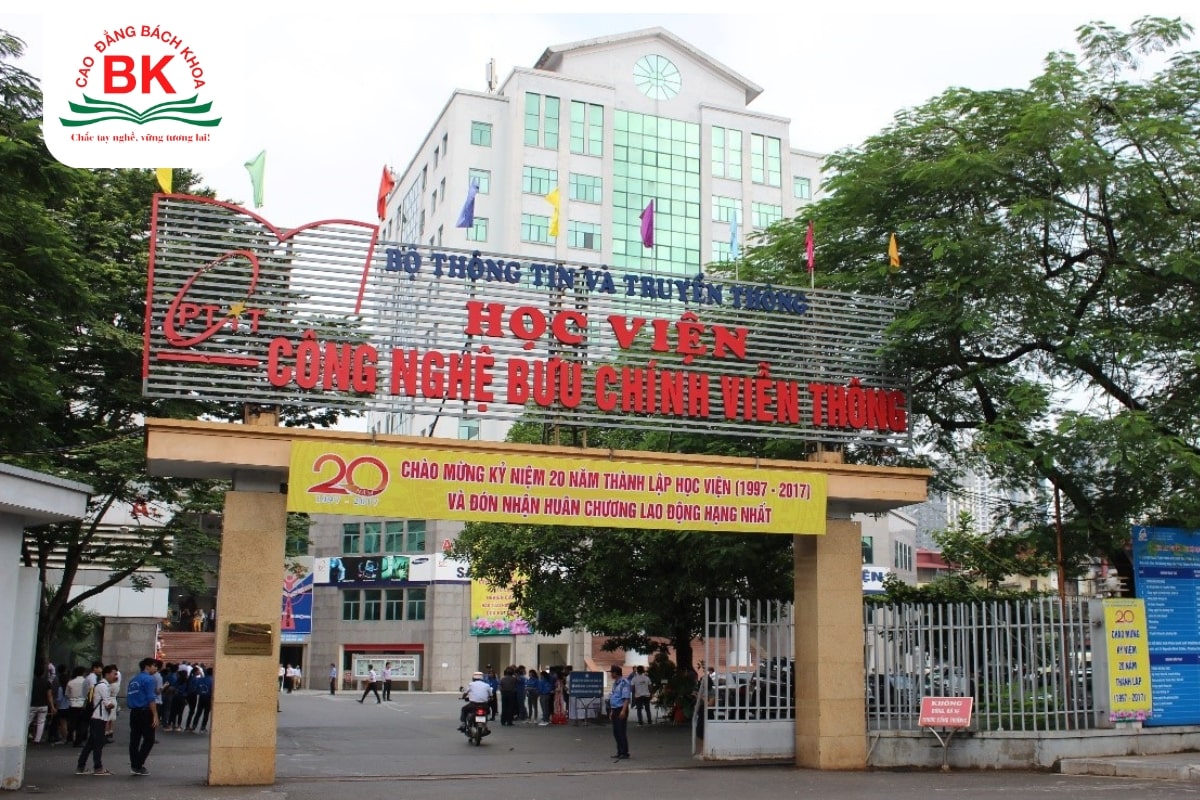 CAO ĐẲNG BÁCH KHOA
BK
Chắc tay nghề, vững tương lai!
BỘ THÔNG TIN VÀ TRUYỀN THÔNG
HỌC VIỆN
CÔNG NGHỆ BƯU CHÍNH VIỄN THÔNG
PTIT
20 NĂM
1997 - 2017
CHÀO MỪNG KỶ NIỆM 20 NĂM THÀNH LẬP HỌC VIỆN (1997 - 2017)
VÀ ĐÓN NHẬN HUÂN CHƯƠNG LAO ĐỘNG HẠNG NHẤT
20
CHÀO
MỪNG
KỶ NIỆM
20 NĂM
THÀNH LẬP
(1997 - 2017)
KHÔNG